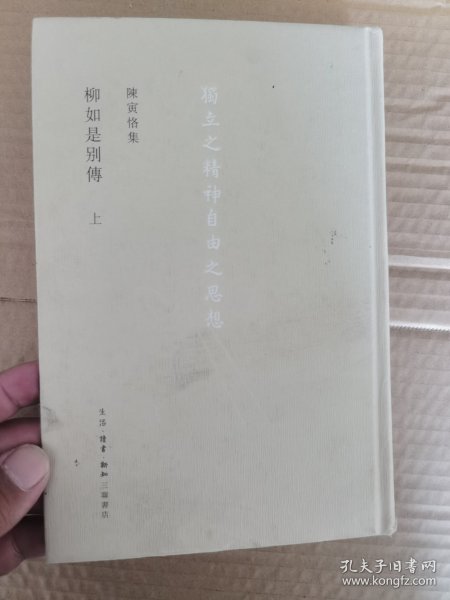 獨立之精神自由之思想
陳寅恪集
柳如是别傳 上
生活·讀書·新知三聯書店
孔夫子旧书网
www.kongfz.com